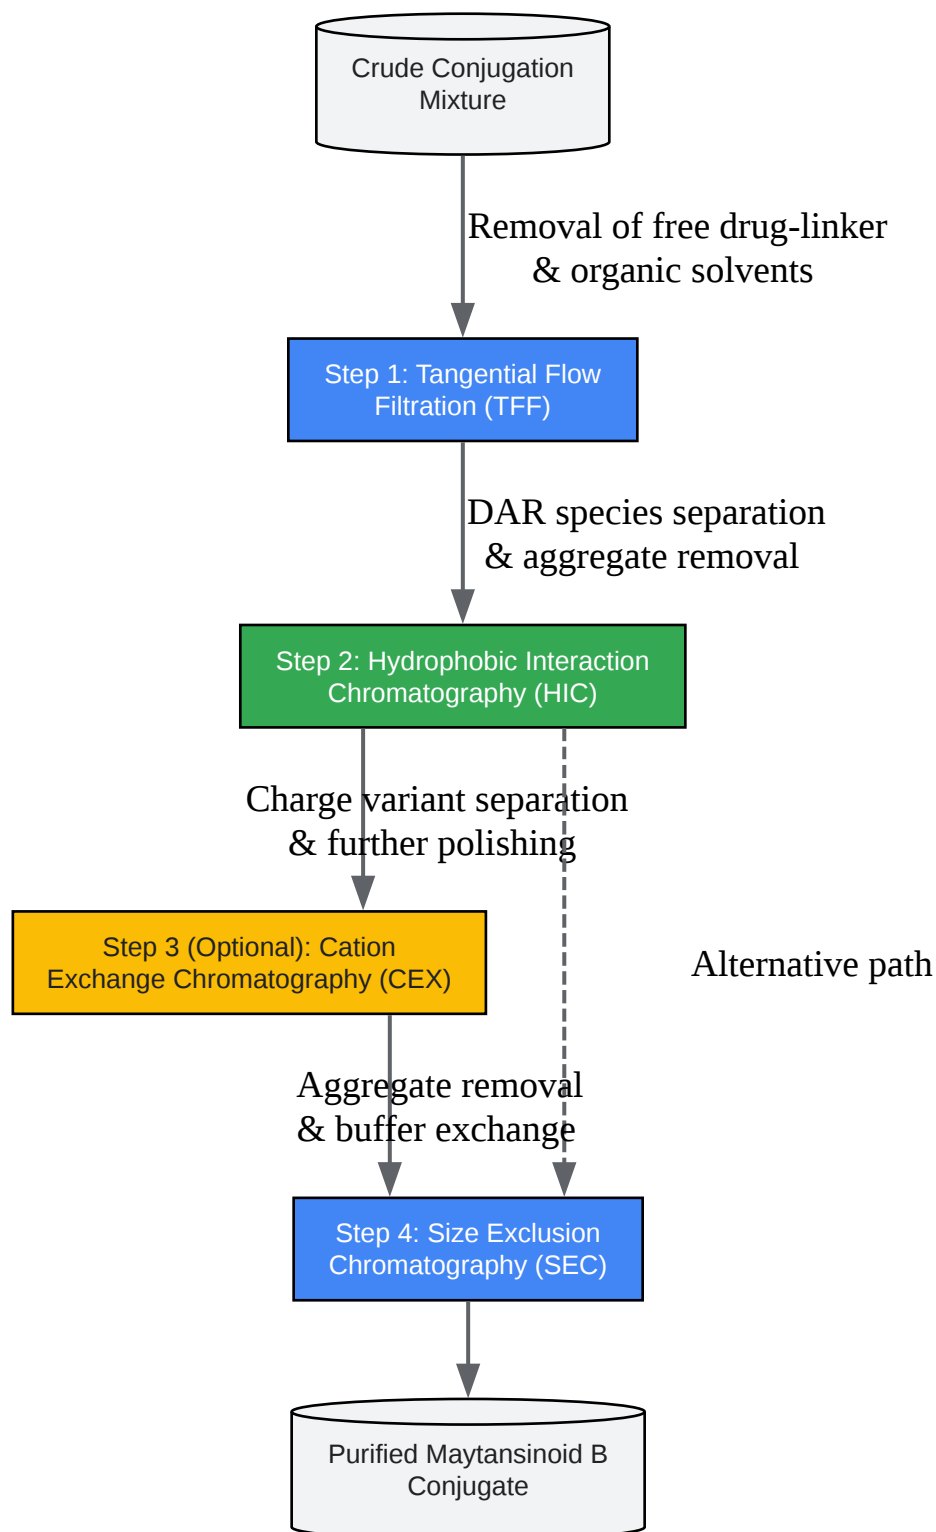 Crude Conjugation
Mixture
Removal of free drug-linker
& organic solvents
Step 1: Tangential Flow
Filtration (TFF)
DAR species separation
& aggregate removal
Step 2: Hydrophobic Interaction
Chromatography (HIC)
Charge variant separation
& further polishing
Step 3 (Optional): Cation
Exchange Chromatography (CEX)
Alternative path
Aggregate removal
& buffer exchange
Step 4: Size Exclusion
Chromatography (SEC)
Purified Maytansinoid B
Conjugate